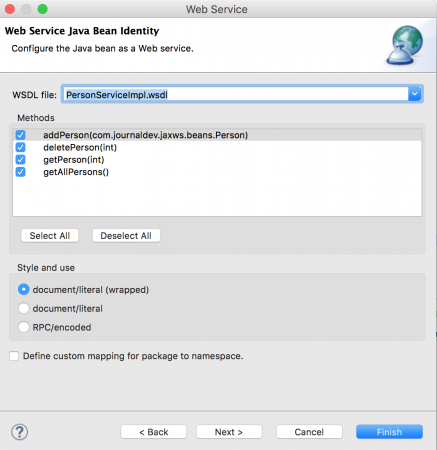 Web Service
Web Service Java Bean Identity
Configure the Java bean as a Web service.
WSDL file: PersonServiceImpl.wsdl
Methods
addPerson(com.journaldev.jaxws.beans.Person)
deletePerson(int)
getPerson(int)
getAllPersons()
Select All Deselect All
Style and use
document/literal (wrapped)
document/literal
RPC/encoded
Define custom mapping for package to namespace.
? < Back Next > Cancel Finish